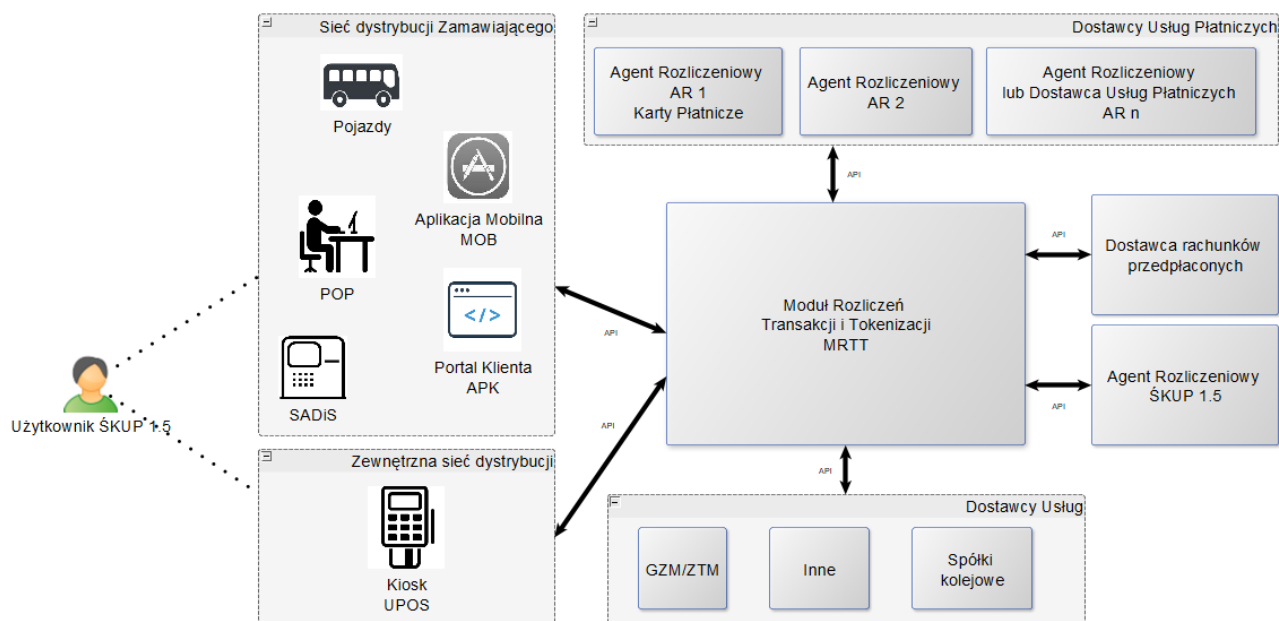 Sieć dystrybucji Zamawiającego
Pojazdy
Aplikacja Mobilna
MOB
POP
Portal Klienta
APK
SADiS
Użytkownik ŚKUP 1.5
Zewnętrzna sieć dystrybucji
Kiosk
UPOS
Dostawcy Usług Płatniczych
Agent Rozliczeniowy
AR 1
Karty Płatnicze
Agent Rozliczeniowy
AR 2
Agent Rozliczeniowy
lub Dostawca Usług Płatniczych
AR n
API
Moduł Rozliczeń
Transakcji i Tokenizacji
MRTT
API
API
API
Dostawca rachunków
przedpłaconych
API
Agent Rozliczeniowy
ŚKUP 1.5
API
Dostawcy Usług
GZM/ZTM
Inne
Spółki
kolejowe